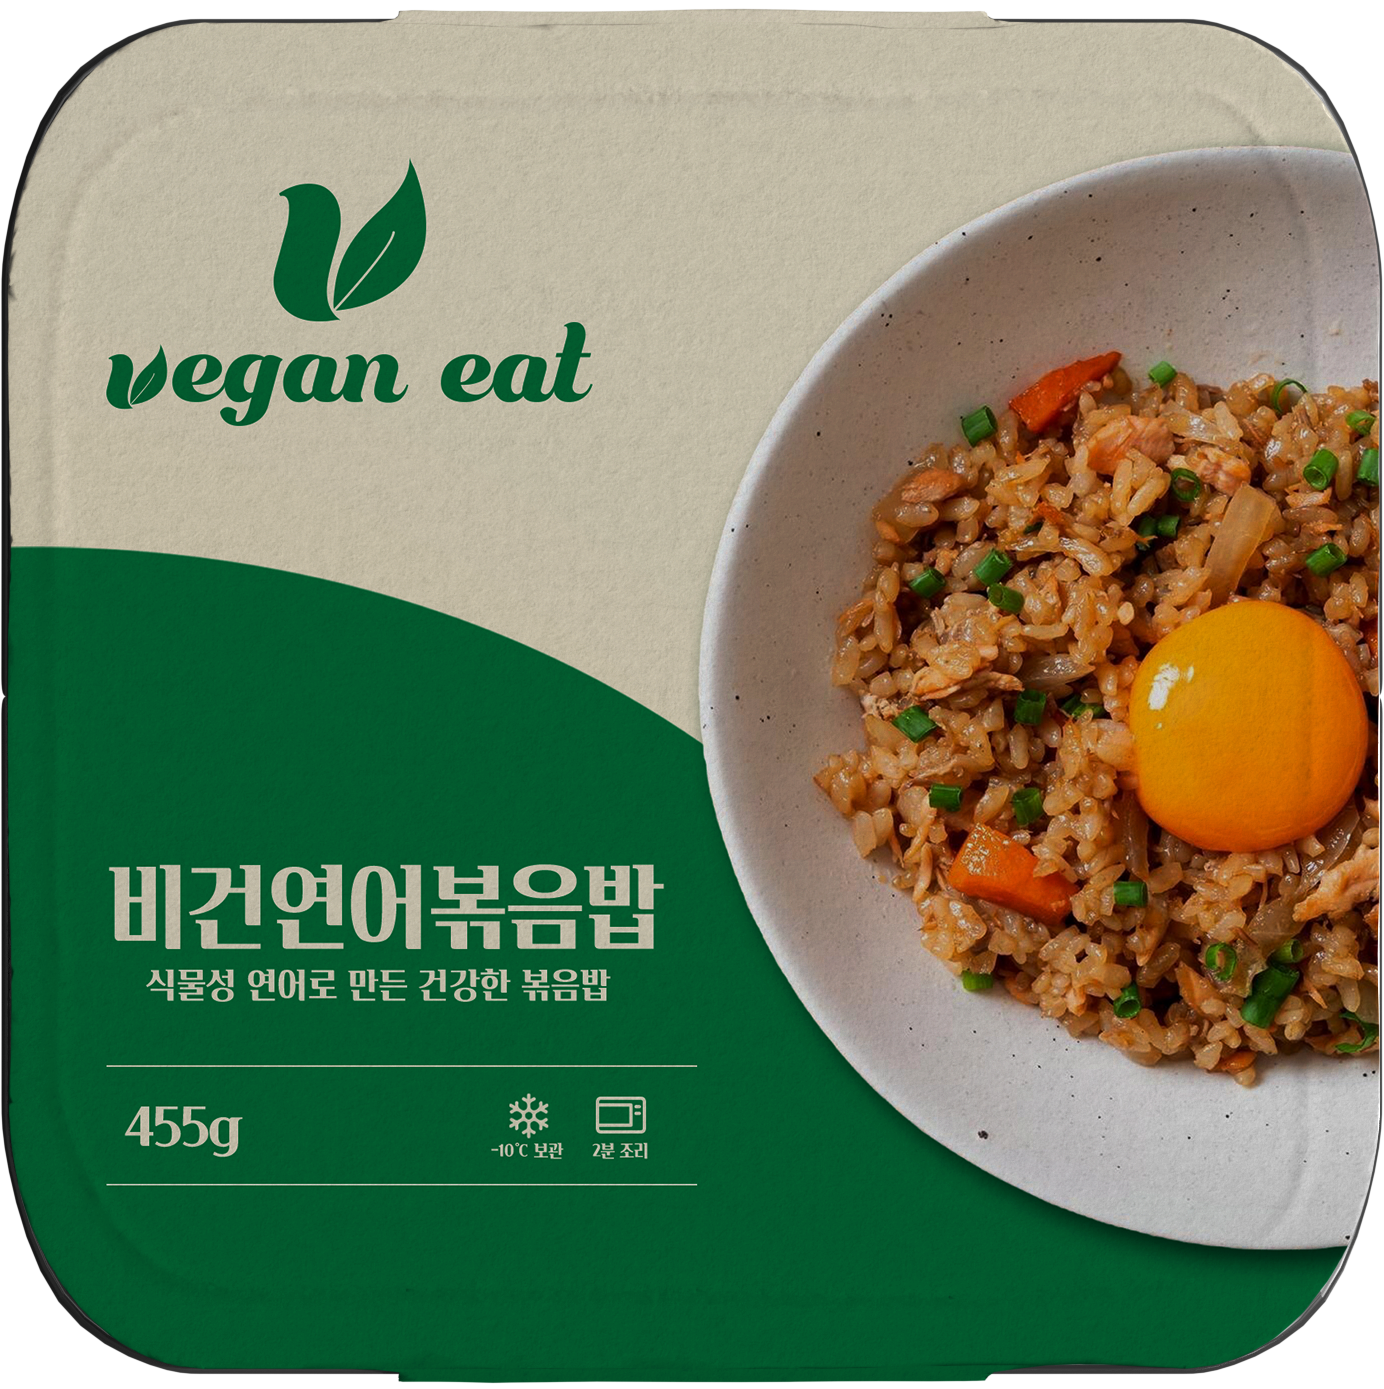 vegan eat
비건연어볶음밥
식물성 연어로 만든 건강한 볶음밥
455g
-10℃ 보관
2분 조리